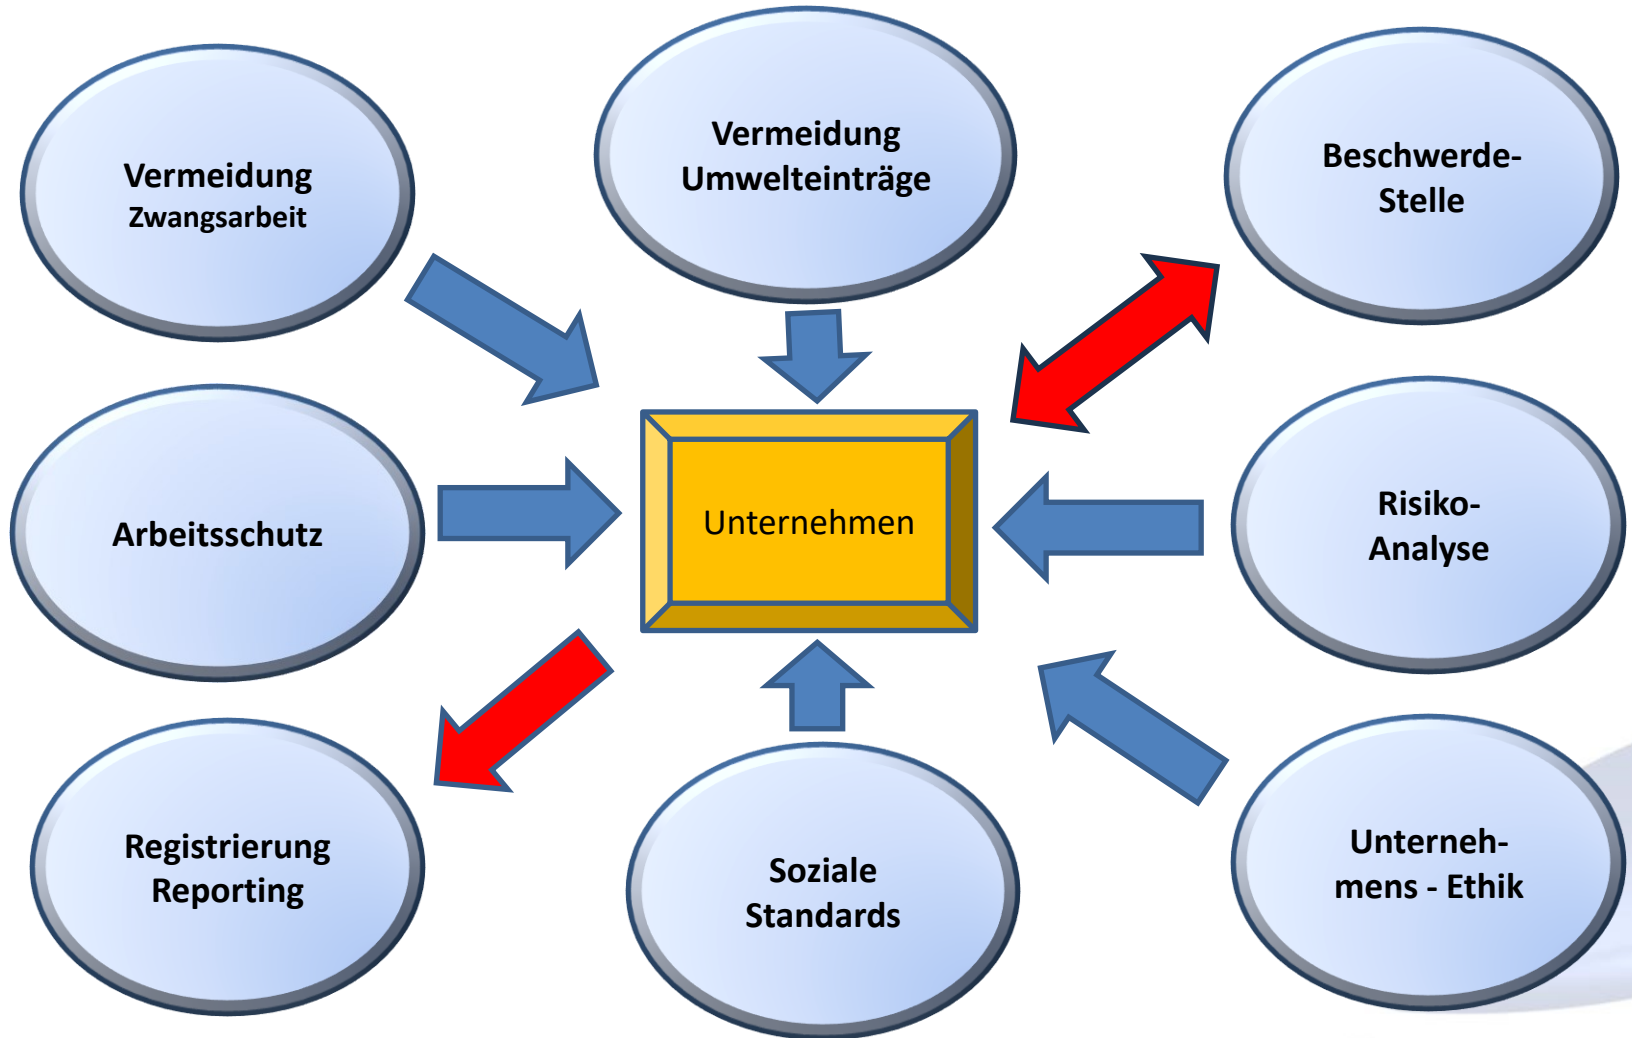 Vermeidung
Zwangsarbeit
Vermeidung
Umwelteinträge
Beschwerde-
Stelle
Arbeitsschutz
Unternehmen
Risiko-
Analyse
Registrierung
Reporting
Soziale
Standards
Unterneh-
mens - Ethik